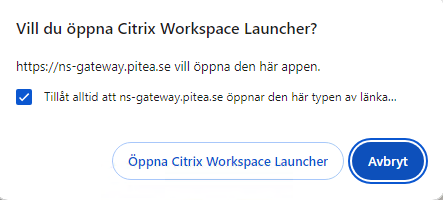 Vill du öppna Citrix Workspace Launcher?
https://ns-gateway.pitea.se vill öppna den här appen.
Tillåt alltid att ns-gateway.pitea.se öppnar den här typen av länka...
Öppna Citrix Workspace Launcher
Avbryt